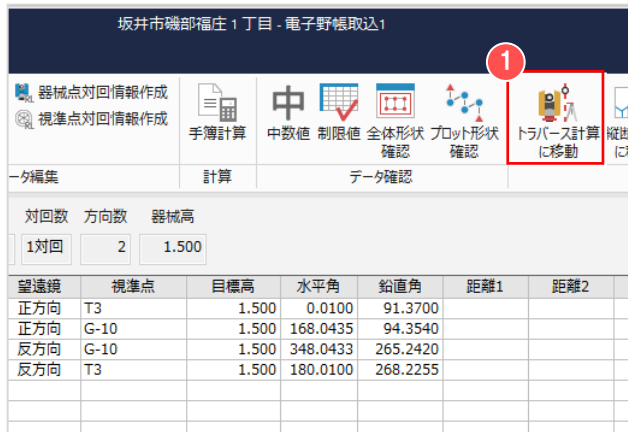 坂井市磯部福庄１丁目 - 電子野帳取込1
1
器械点対回情報作成
視準点対回情報作成
手簿計算
中
中数値
制限値
全体形状
確認
プロット形状
確認
トラバース計算
に移動
ータ編集
計算
データ確認
対回数 方向数 器械高
1対回 2 1.500
望遠鏡 視準点 目標高 水平角 鉛直角 距離1 距離2
正方向 T3 1.500 0.0100 91.3700
正方向 G-10 1.500 168.0435 94.3540
反方向 G-10 1.500 348.0433 265.2420
反方向 T3 1.500 180.0100 268.2255